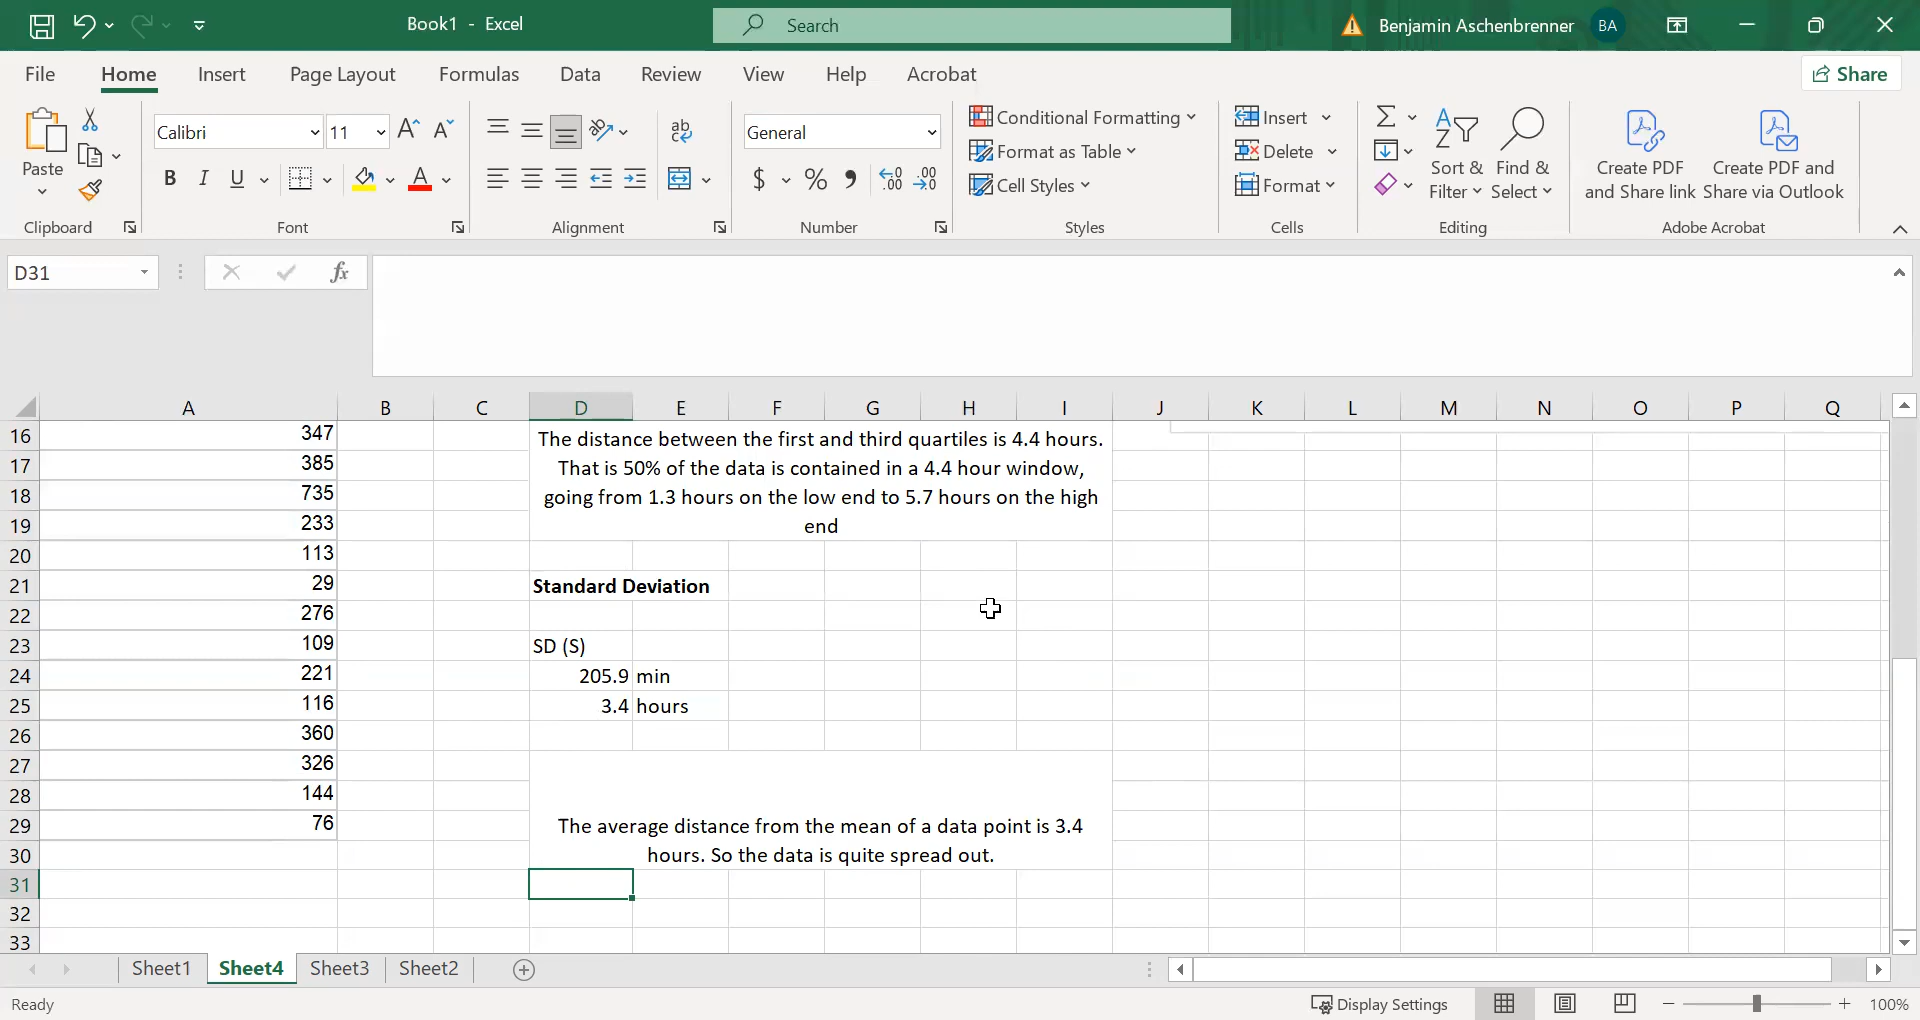 Book1 - Excel
Search
Benjamin Aschenbrenner BA
File Home Insert Page Layout Formulas Data Review View Help Acrobat
Share
Paste
Calibri 11
General
Conditional Formatting
Format as Table
Cell Styles
Insert
Delete
Format
Sort &
Filter
Find &
Select
Create PDF
and Share link
Create PDF and
Share via Outlook
Clipboard Font Alignment Number Styles Cells Editing Adobe Acrobat
D31
fx
A B C D E F G H I J K L M N O P Q
16 347
17 385
18 735
19 233
20 113
21 29
22 276
23 109
24 221
25 116
26 360
27 326
28 144
29 76
30
31
32
33
The distance between the first and third quartiles is 4.4 hours.
That is 50% of the data is contained in a 4.4 hour window,
going from 1.3 hours on the low end to 5.7 hours on the high
end
Standard Deviation
SD (S)
205.9 min
3.4 hours
The average distance from the mean of a data point is 3.4
hours. So the data is quite spread out.
Sheet1 Sheet4 Sheet3 Sheet2
Ready
Display Settings
100%